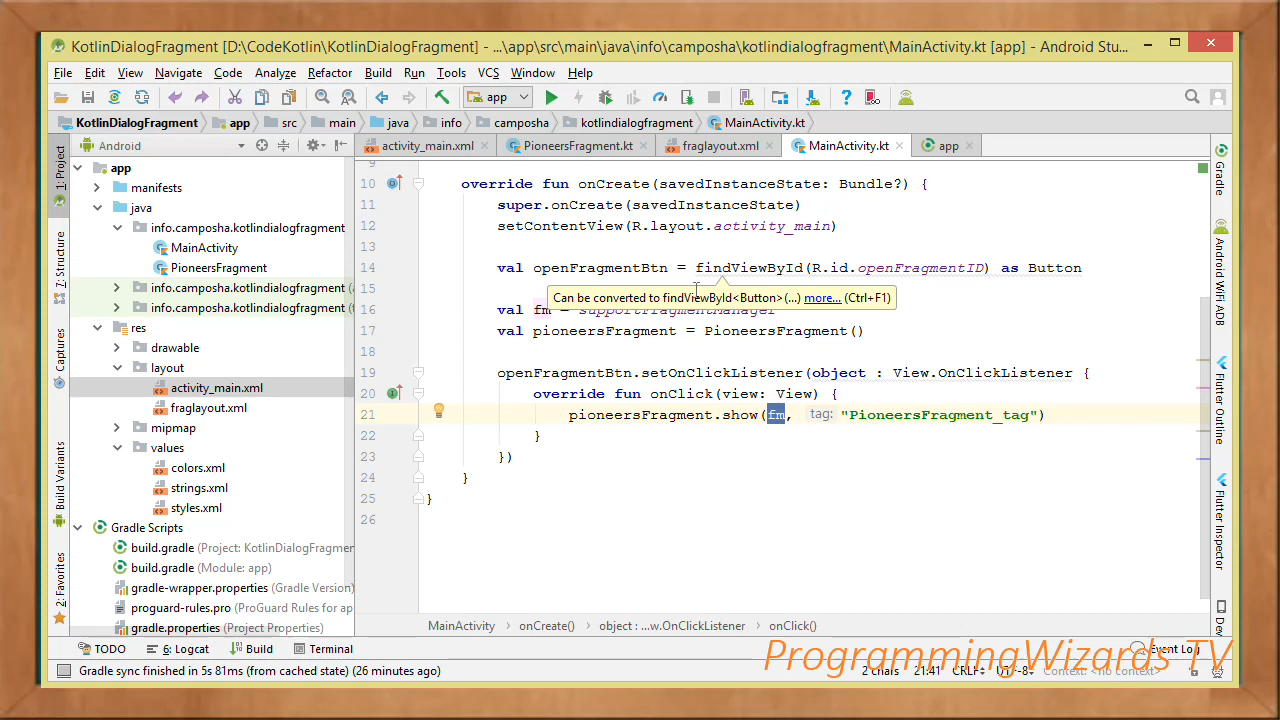 KotlinDialogFragment [D:\CodeKotlin\KotlinDialogFragment] - ...\app\src\main\java\info\camposha\kotlindialogfragment\MainActivity.kt [app] - Android Stu...
File Edit View Navigate Code Analyze Refactor Build Run Tools VCS Window Help
app
KotlinDialogFragment app src main java info camposha kotlindialogfragment MainActivity.kt
Android
activity_main.xml PioneersFragment.kt fraglayout.xml MainActivity.kt app
1: Project
7: Structure
Captures
Build Variants
2: Favorites
app
manifests
java
info.camposha.kotlindialogfragment
MainActivity
PioneersFragment
info.camposha.kotlindialogfragment
info.camposha.kotlindialogfragment
res
drawable
layout
activity_main.xml
fraglayout.xml
mipmap
values
colors.xml
strings.xml
styles.xml
Gradle Scripts
build.gradle (Project: KotlinDialogFragmen
build.gradle (Module: app)
gradle-wrapper.properties (Gradle Version)
proguard-rules.pro (ProGuard Rules for ap
gradle.properties (Project Properties)
9
10 override fun onCreate(savedInstanceState: Bundle?) {
11 super.onCreate(savedInstanceState)
12 setContentView(R.layout.activity_main)
13
14 val openFragmentBtn = findViewById(R.id.openFragmentID) as Button
15
Can be converted to findViewById<Button>(...) more... (Ctrl+F1)
16 val fm = supportFragmentManager
17 val pioneersFragment = PioneersFragment()
18
19 openFragmentBtn.setOnClickListener(object : View.OnClickListener {
20 override fun onClick(view: View) {
21 pioneersFragment.show(fm, tag: "PioneersFragment_tag")
22 }
23 })
24 }
25 }
26
Gradle
Android WiFi ADB
Flutter Outline
Flutter Inspector
Dev
MainActivity onCreate() object : ...w.OnClickListener onClick()
TODO 6: Logcat Build Terminal Event Log
ProgrammingWizards TV
Gradle sync finished in 5s 81ms (from cached state) (26 minutes ago) 2 chars 21:41 CRLF UTF-8 Context: <no context>